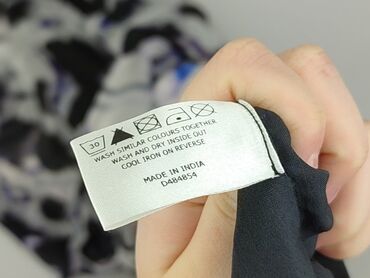 30
WASH SIMILAR COLOURS TOGETHER
WASH AND DRY INSIDE OUT
COOL IRON ON REVERSE
MADE IN INDIA
D484854